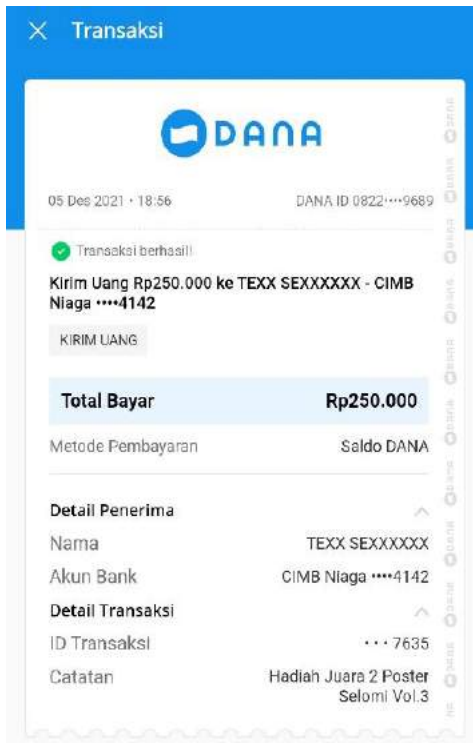 Transaksi
DANA
05 Des 2021 • 18:56
DANA ID 0822••••9689
Transaksi berhasil!
Kirim Uang Rp250.000 ke TEXX SEXXXXXX - CIMB
Niaga ••••4142
KIRIM UANG
Total Bayar Rp250.000
Metode Pembayaran Saldo DANA
Detail Penerima
Nama TEXX SEXXXXXX
Akun Bank CIMB Niaga ••••4142
Detail Transaksi
ID Transaksi • • • 7635
Catatan Hadiah Juara 2 Poster
Selomi Vol.3